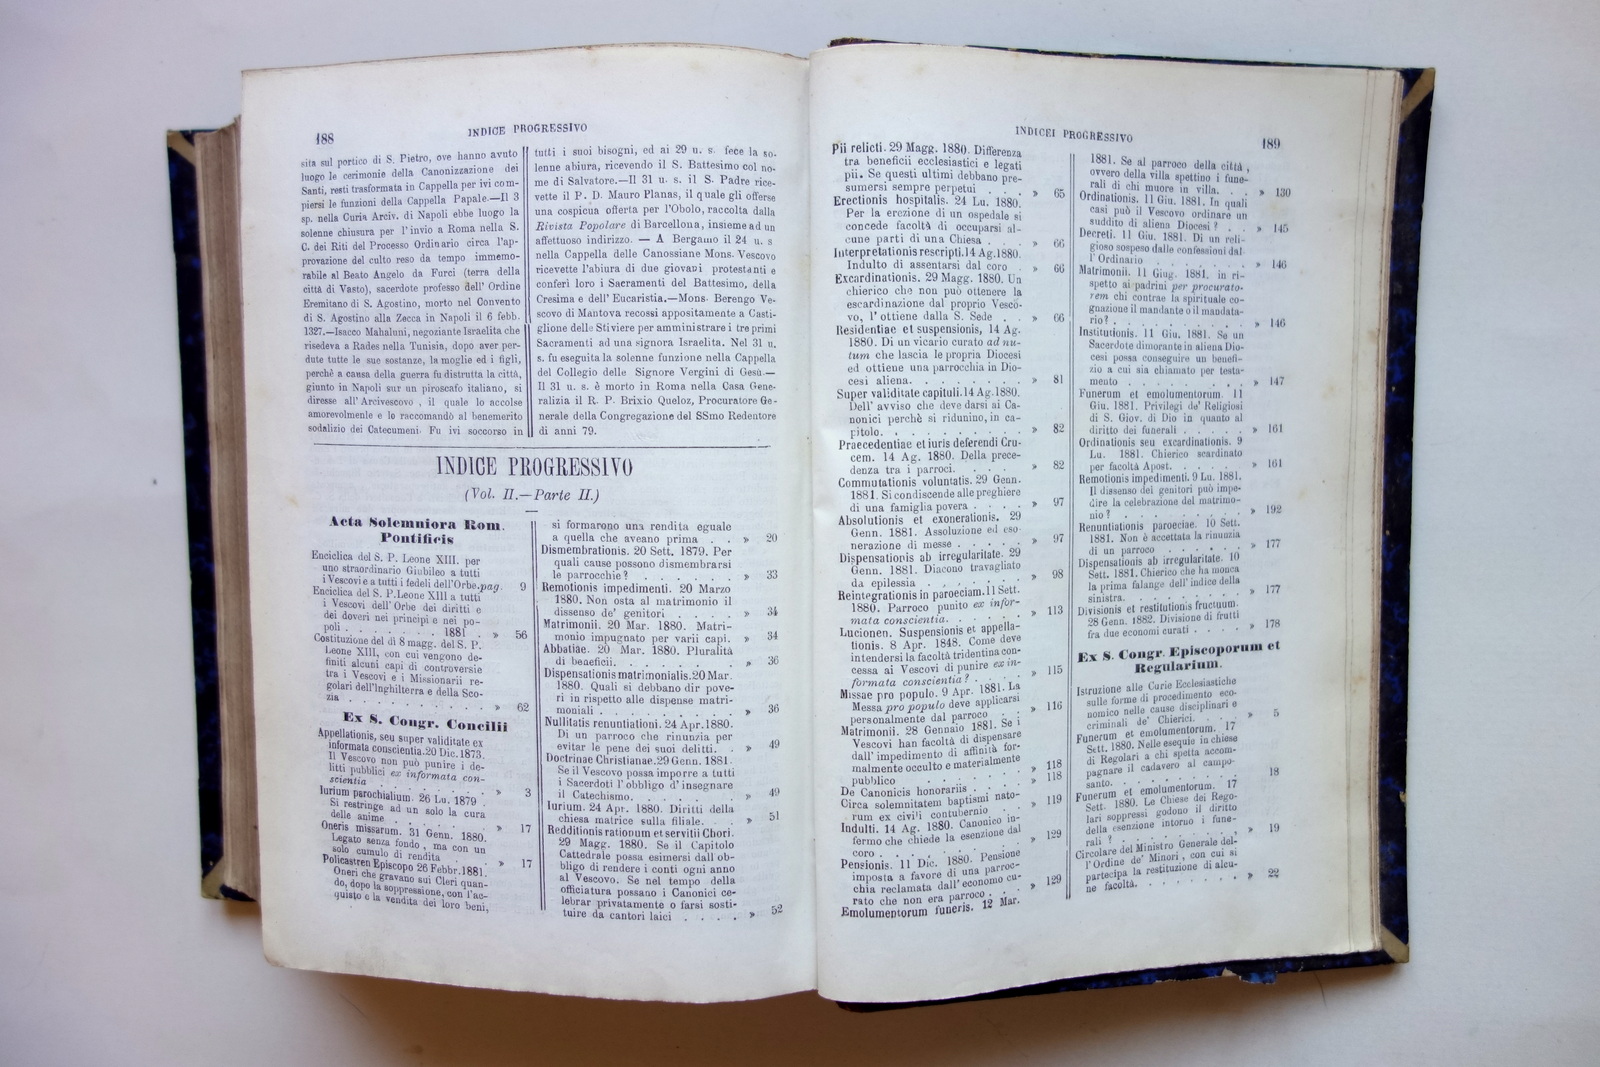 188
INDICE PROGRESSIVO
sita sul portico di S. Pietro, ove hanno avuto
luogo le cerimonie della Canonizzazione dei
Santi, resti trasformata in Cappella per ivi com-
piersi le funzioni della Cappella Papale.—Il 3
sp. nella Curia Arciv. di Napoli ebbe luogo la
solenne chiusura per l'invio a Roma nella S.
C. dei Riti del Processo Ordinario circa l'ap-
provazione del culto reso da tempo immemo-
rabile al Beato Angelo da Furci (terra della
città di Vasto), sacerdote professo dell' Ordine
Eremitano di S. Agostino, morto nel Convento
di S. Agostino alla Zecca in Napoli il 6 febb.
1327.—Isacco Mahaluni, negoziante Israelita che
risedeva a Rades nella Tunisia, dopo aver per-
dute tutte le sue sostanze, la moglie ed i figli,
perchè a causa della guerra fu distrutta la città,
giunto in Napoli sur un piroscafo italiano, si
diresse all' Arcivescovo , il quale lo accolse
amorevolmente e lo raccomandò al benemerito
sodalizio dei Catecumeni. Fu ivi soccorso in
tutti i suoi bisogni, ed ai 29 u. s. fece la so-
lenne abiura, ricevendo il S. Battesimo col no-
me di Salvatore.—Il 31 u. s. il S. Padre rice-
vette il P. D. Mauro Planas, il quale gli offerse
una cospicua offerta per l'Obolo, raccolta dalla
Rivista Popolare di Barcellona, insieme ad un
affettuoso indirizzo. — A Bergamo il 24 u. s
nella Cappella delle Canossiane Mons. Vescovo
ricevette l'abiura di due giovani protestanti e
conferì loro i Sacramenti del Battesimo, della
Cresima e dell' Eucaristia.—Mons. Berengo Ve-
scovo di Mantova recossi appositamente a Casti-
glione delle Stiviere per amministrare i tre primi
Sacramenti ad una signora Israelita. Nel 31 u.
s. fu eseguita la solenne funzione nella Cappella
del Collegio delle Signore Vergini di Gesù.—
Il 31 u. s. è morto in Roma nella Casa Gene-
ralizia il R. P. Brixio Queloz, Procuratore Ge-
nerale della Congregazione del SSmo Redentore
di anni 79.
INDICE PROGRESSIVO
(Vol. II.—Parte II.)
Acta Solemniora Rom.
Pontificis
Enciclica del S. P. Leone XIII. per
uno straordinario Giubileo a tutti
i Vescovi e a tutti i fedeli dell'Orbe.pag. 9
Enciclica del S. P.Leone XIII a tutti
i Vescovi dell'Orbe dei diritti e
dei doveri nei principi e nei po-
poli . . . . . . . 1881 . » 56
Costituzione del dì 8 magg. del S. P.
Leone XIII, con cui vengono de-
finiti alcuni capi di controversie
tra i Vescovi e i Missionarii re-
golari dell'Inghilterra e della Sco-
zia . . . . . . . . . » 62
Ex S. Congr. Concilii
Appellationis, seu super validitate ex
informata conscientia.20 Dic.1873.
Il Vescovo non può punire i de-
litti pubblici ex informata con-
scientia . . . . . . . » 3
Iurium parochialium. 26 Lu. 1879 .
Si restringe ad un solo la cura
delle anime . . . . . . » 17
Oneris missarum. 31 Genn. 1880.
Legato senza fondo , ma con un
solo cumulo di rendita . . » 17
Policastren Episcopo 26 Febbr.1881.
Oneri che gravano sui Cleri quan-
do, dopo la soppressione, con l'ac-
quisto e la vendita dei loro beni,
si formarono una rendita eguale
a quella che aveano prima . . » 20
Dismembrationis. 20 Sett. 1879. Per
quali cause possono dismembrarsi
le parrocchie ? . . . . . » 33
Remotionis impedimenti. 20 Marzo
1880. Non osta al matrimonio il
dissenso de' genitori . . . . » 34
Matrimonii. 20 Mar. 1880. Matri-
monio impugnato per varii capi. » 34
Abbatiae. 20 Mar. 1880. Pluralità
di beneficii. . . . . . . » 36
Dispensationis matrimonialis.20 Mar.
1880. Quali si debbano dir pove-
ri in rispetto alle dispense matri-
moniali . . . . . . . . » 36
Nullitatis renuntiationi. 24 Apr.1880.
Di un parroco che rinunzia per
evitar le pene dei suoi delitti. . » 49
Doctrinae Christianae.29 Genn. 1881.
Se il Vescovo possa imporre a tutti
i Sacerdoti l'obbligo d'insegnare
il Catechismo. . . . . . » 49
Iurium. 24 Apr. 1880. Diritti della
chiesa matrice sulla filiale. . . » 51
Redditionis rationum et servitii Chori.
29 Magg. 1880. Se il Capitolo
Cattedrale possa esimersi dall'ob-
bligo di rendere i conti ogni anno
al Vescovo. Se nel tempo della
officiatura possano i Canonici ce-
lebrar privatamente o farsi sosti-
tuire da cantori laici . . . . » 52
INDICEI PROGRESSIVO
189
Pii relicti. 29 Magg. 1880. Differenza
tra beneficii ecclesiastici e legati
pii. Se questi ultimi debbano pre-
sumersi sempre perpetui . . . » 65
Erectionis hospitalis. 24 Lu. 1880.
Per la erezione di un ospedale si
concede facoltà di occuparsi al-
cune parti di una Chiesa . . . » 66
Interpretationis rescripti.14 Ag.1880.
Indulto di assentarsi dal coro . » 66
Excardinationis. 29 Magg. 1880. Un
chierico che non può ottenere la
escardinazione dal proprio Vesco-
vo, l'ottiene dalla S. Sede . . » 66
Residentiae et suspensionis, 14 Ag.
1880. Di un vicario curato ad nu-
tum che lascia le propria Diocesi
ed ottiene una parrocchia in Dio-
cesi aliena. . . . . . . . » 81
Super validitate capituli.14 Ag.1880.
Dell' avviso che deve darsi ai Ca-
nonici perchè si ridunino, in ca-
pitolo. . . . . . . . . . » 82
Praecedentiae et iuris deferendi Cru-
cem. 14 Ag. 1880. Della prece-
denza tra i parroci. . . . » 82
Commutationis voluntatis. 29 Genn.
1881. Si condiscende alle preghiere
di una famiglia povera . . . . » 97
Absolutionis et exonerationis. 29
Genn. 1881. Assoluzione ed eso-
nerazione di messe . . . . . » 97
Dispensationis ab irregularitate. 29
Genn. 1881. Diacono travagliato
da epilessia . . . . . . . » 98
Reintegrationis in paroeciam.11 Sett.
1880. Parroco punito ex infor-
mata conscientia. . . . . . » 113
Lucionen. Suspensionis et appella-
tionis. 8 Apr. 1848. Come deve
intendersi la facoltà tridentina con-
cessa ai Vescovi di punire ex in-
formata conscientia ? . . . . » 115
Missae pro populo. 9 Apr. 1881. La
Messa pro populo deve applicarsi
personalmente dal parroco . . » 116
Matrimonii. 28 Gennaio 1881. Se i
Vescovi han facoltà di dispensare
dall'impedimento di affinità for-
malmente occulto e materialmente
pubblico . . . . . . . . » 118
De Canonicis honorariis . . . . » 118
Circa solemnitatem baptismi nato-
rum ex civili contubernio . . » 119
Indulti. 14 Ag. 1880. Canonico in-
fermo che chiede la esenzione dal
coro . . . . . . . . . . » 129
Pensionis. 11 Dic. 1880. Pensione
imposta a favore di una parroc-
chia reclamata dall'economo cu-
rato che non era parroco . . . » 129
Emolumentorum funeris. 12 Mar.
1881. Se al parroco della città ,
ovvero della villa spettino i fune-
rali di chi muore in villa. . . » 130
Ordinationis. 11 Giu. 1881. In quali
casi può il Vescovo ordinare un
suddito di aliena Diocesi ? . . » 145
Decreti. 11 Giu. 1881. Di un reli-
gioso sospeso dalle confessioni dal-
l'Ordinario . . . . . . . » 146
Matrimonii. 11 Giug. 1881. in ri-
spetto ai padrini per procurato-
rem chi contrae la spirituale co-
gnazione il mandante o il mandata-
rio? . . . . . . . . . . » 146
Institutionis. 11 Giu. 1881. Se un
Sacerdote dimorante in aliena Dio-
cesi possa conseguire un benefi-
zio a cui sia chiamato per testa-
mento . . . . . . . . . » 147
Funerum et emolumentorum. 11
Giu. 1881. Privilegi de' Religiosi
di S. Giov. di Dio in quanto al
diritto dei funerali . . . . . » 161
Ordinationis seu excardinationis. 9
Lu. 1881. Chierico scardinato
per facoltà Apost. . . . . . » 161
Remotionis impedimenti. 9 Lu. 1881.
Il dissenso dei genitori può impe-
dire la celebrazione del matrimo-
nio ? . . . . . . . . . . » 192
Renuntiationis paroeciae. 10 Sett.
1881. Non è accettata la rinunzia
di un parroco . . . . . . » 177
Dispensationis ab irregularitate. 10
Sett. 1881. Chierico che ha monca
la prima falange dell'indice della
sinistra. . . . . . . . . » 177
Divisionis et restitutionis fructuum.
28 Genn. 1882. Divisione di frutti
fra due economi curati . . . . » 178
Ex S. Congr. Episcoporum et
Regularium.
Istruzione alle Curie Ecclesiastiche
sulle forme di procedimento eco-
nomico nelle cause disciplinari e
criminali de' Chierici. . . . » 5
Funerum et emolumentorum. 17
Sett. 1880. Nelle esequie in chiese
di Regolari a chi spetta accom-
pagnare il cadavero al campo-
santo. . . . . . . . . . 18
Funerum et emolumentorum. 17
Sett. 1880. Le Chiese dei Rego-
lari soppressi godono il diritto
della esenzione intorno i fune-
rali ? . . . . . . . . . » 19
Circolare del Ministro Generale del-
l'Ordine de' Minori , con cui si
partecipa la restituzione di alcu-
ne facoltà. . . . . . . . » 22